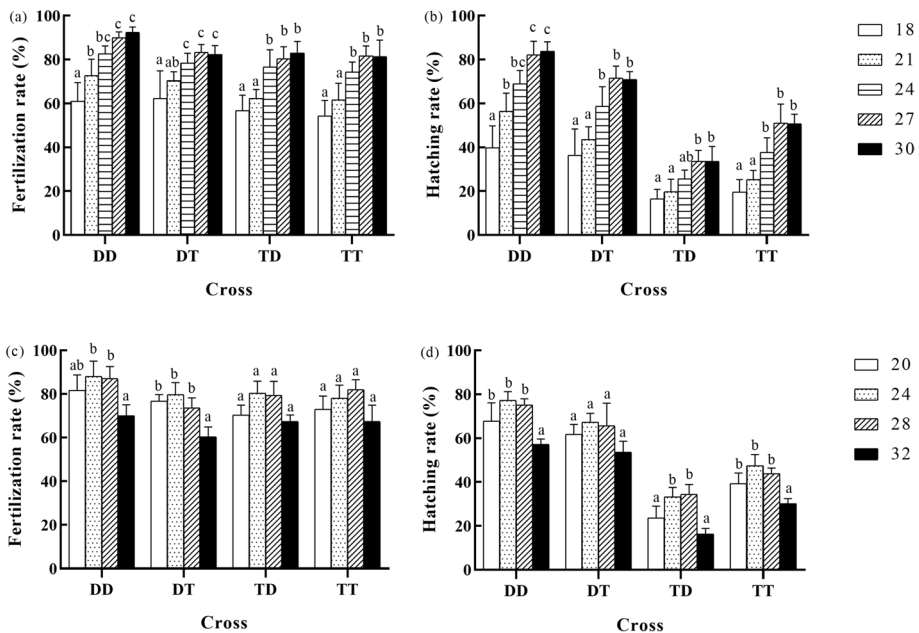 (a)
Fertilization rate (%)
100
80
60
40
20
0
a b bc c c
a ab c c c
a a b b b
a a b b b
DD DT TD TT
Cross
(b)
Hatching rate (%)
100
80
60
40
20
0
a b bc c c
a a b b b
a a ab b b
a a b b b
DD DT TD TT
Cross
18
21
24
27
30
(c)
Fertilization rate (%)
100
80
60
40
20
0
ab b b a
b b b a
a a a a
a a a a
DD DT TD TT
Cross
(d)
Hatching rate (%)
100
80
60
40
20
0
b b b a
a a a a
a b b a
b b b a
DD DT TD TT
Cross
20
24
28
32